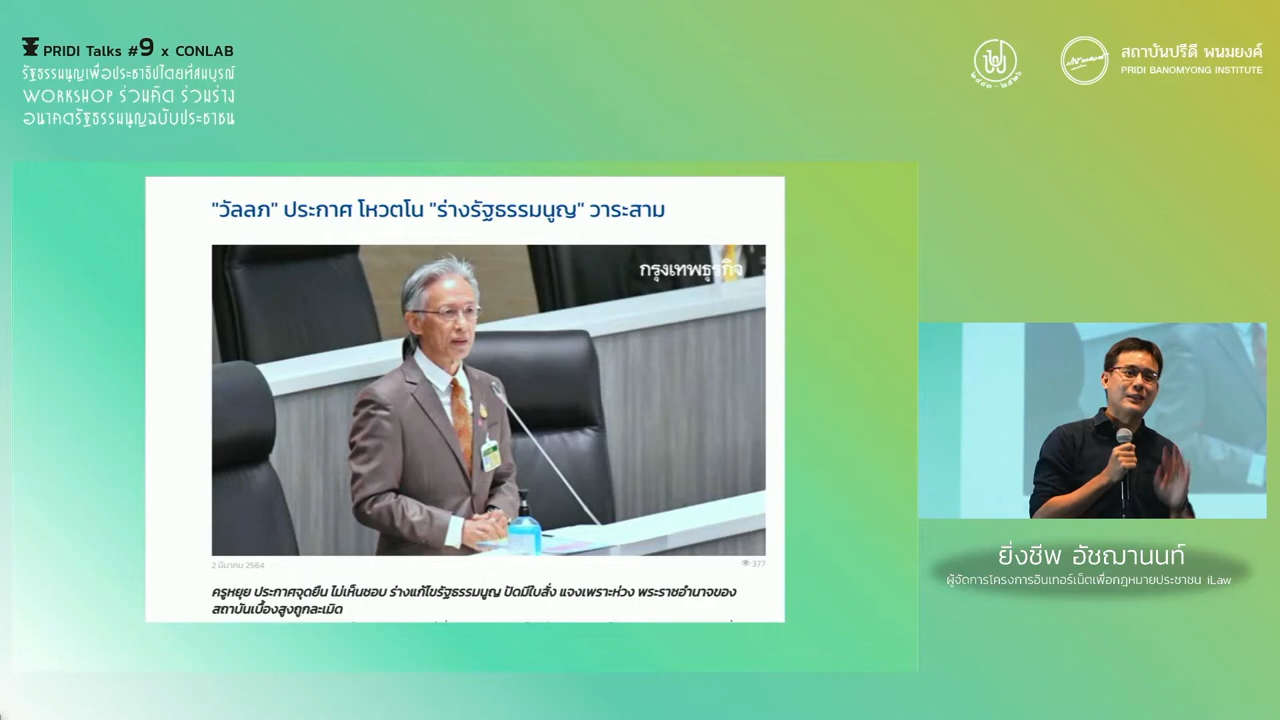 PRIDI Talks #9 x CONLAB
รัฐธรรมนูญเพื่อประชาธิปไตยที่สมบูรณ์
WORKSHOP ร่วมคิด ร่วมร่าง
อนาคตรัฐธรรมนูญฉบับประชาชน
สถาบันปรีดี พนมยงค์
PRIDI BANOMYONG INSTITUTE
"วัลลภ" ประกาศ โหวตโน "ร่างรัฐธรรมนูญ" วาระสาม
กรุงเทพธุรกิจ
2 มีนาคม 2564
377
ครูหยุย ประกาศจุดยืน ไม่เห็นชอบ ร่างแก้ไขรัฐธรรมนูญ ปัดมีใบสั่ง แจงเพราะห่วง พระราชอำนาจของ
สถาบันเบื้องสูงถูกละเมิด
ยิ่งชีพ อัชฌานนท์
ผู้จัดการโครงการอินเทอร์เน็ตเพื่อกฎหมายประชาชน iLaw